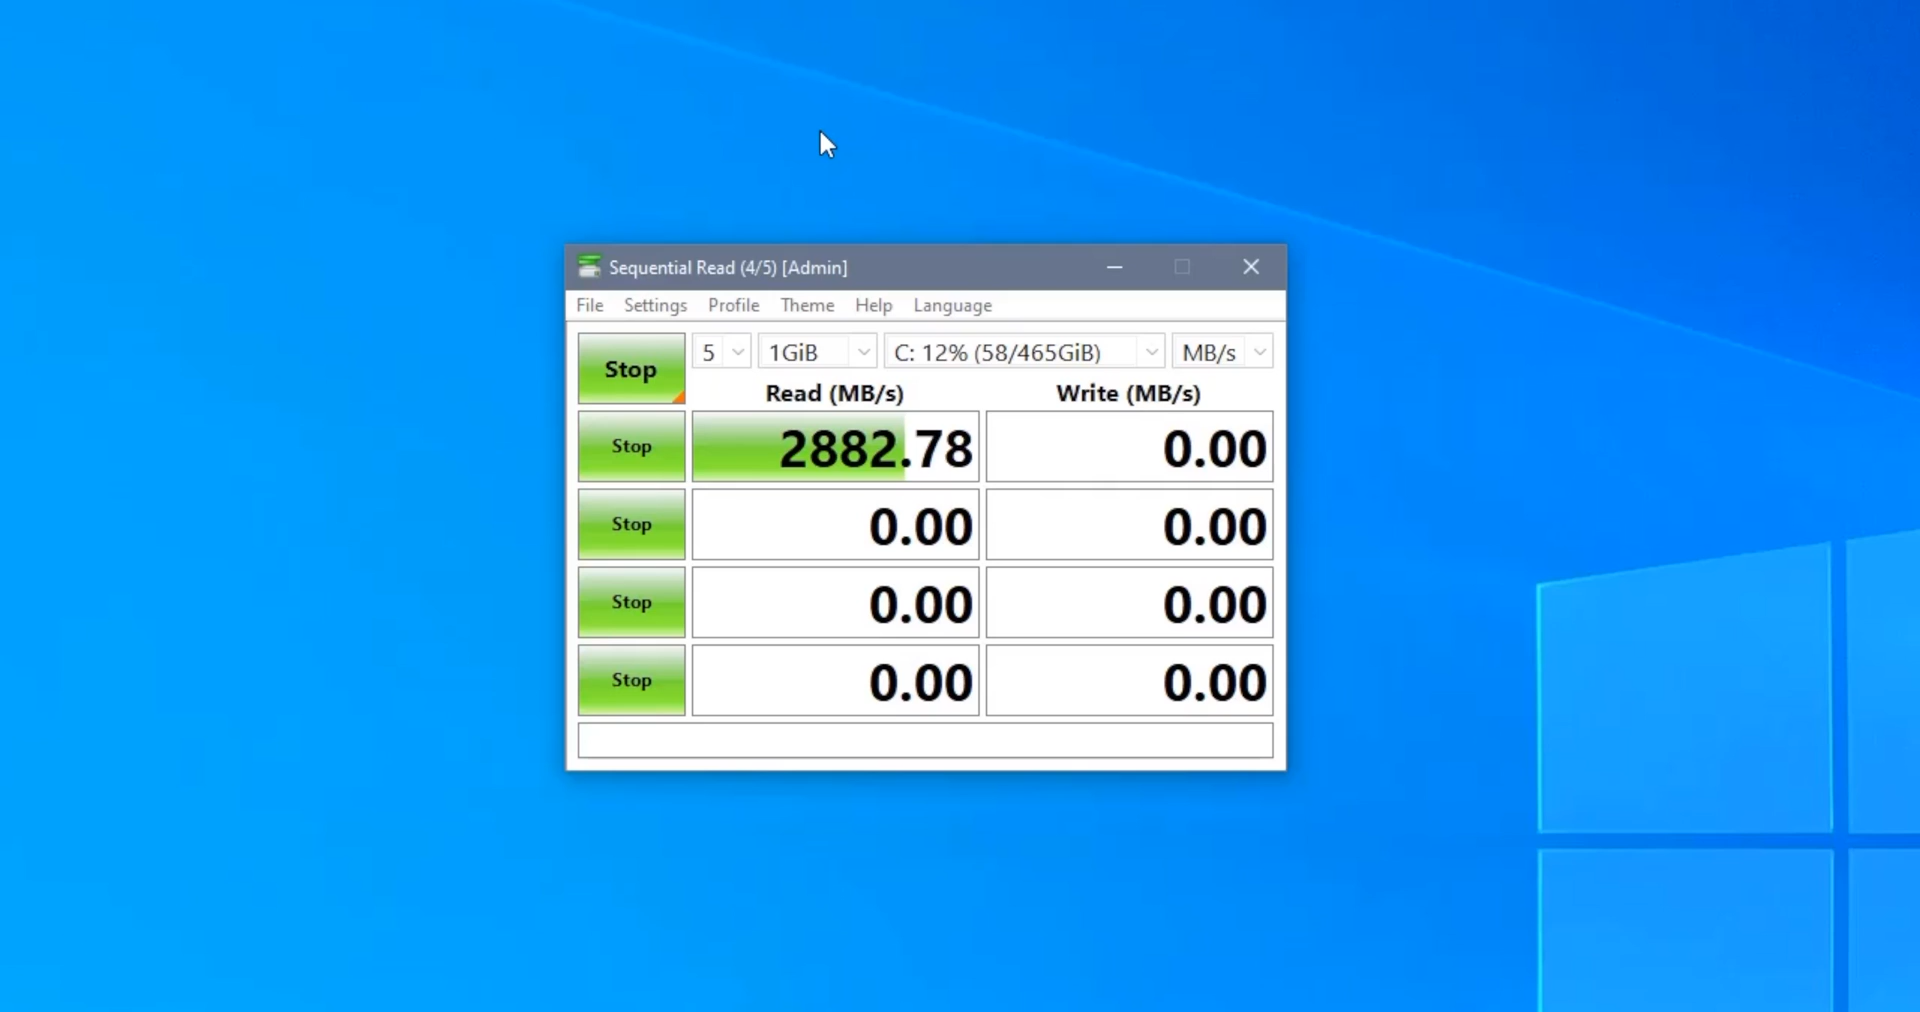 Sequential Read (4/5) [Admin]
File Settings Profile Theme Help Language
Stop 5 1GiB C: 12% (58/465GiB) MB/s
Read (MB/s) Write (MB/s)
Stop 2882.78 0.00
Stop 0.00 0.00
Stop 0.00 0.00
Stop 0.00 0.00